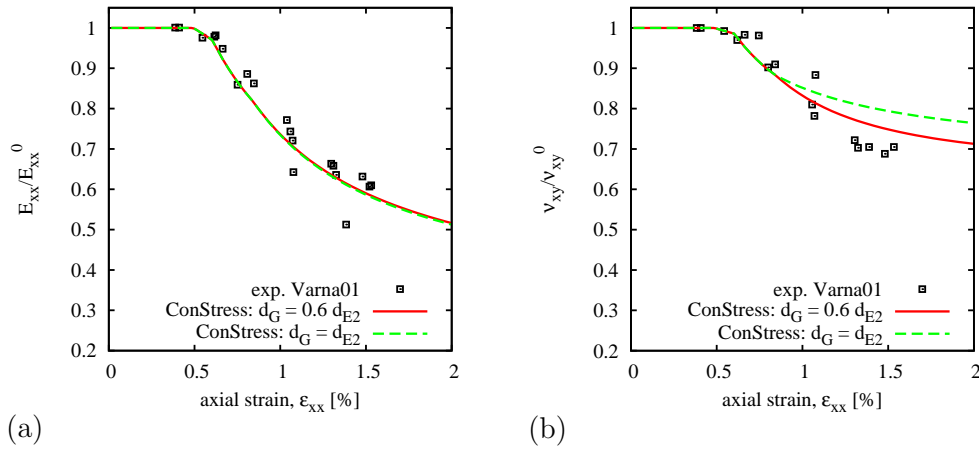 1
0.9
0.8
0.7
0.6
0.5
0.4
0.3
0.2
0 0.5 1 1.5 2
E_xx/E_xx^0
axial strain, ε_xx [%]
exp. Varna01
ConStress: d_G = 0.6 d_E2
ConStress: d_G = d_E2
(a)
1
0.9
0.8
0.7
0.6
0.5
0.4
0.3
0.2
0 0.5 1 1.5 2
ν_xy/ν_xy^0
axial strain, ε_xx [%]
exp. Varna01
ConStress: d_G = 0.6 d_E2
ConStress: d_G = d_E2
(b)